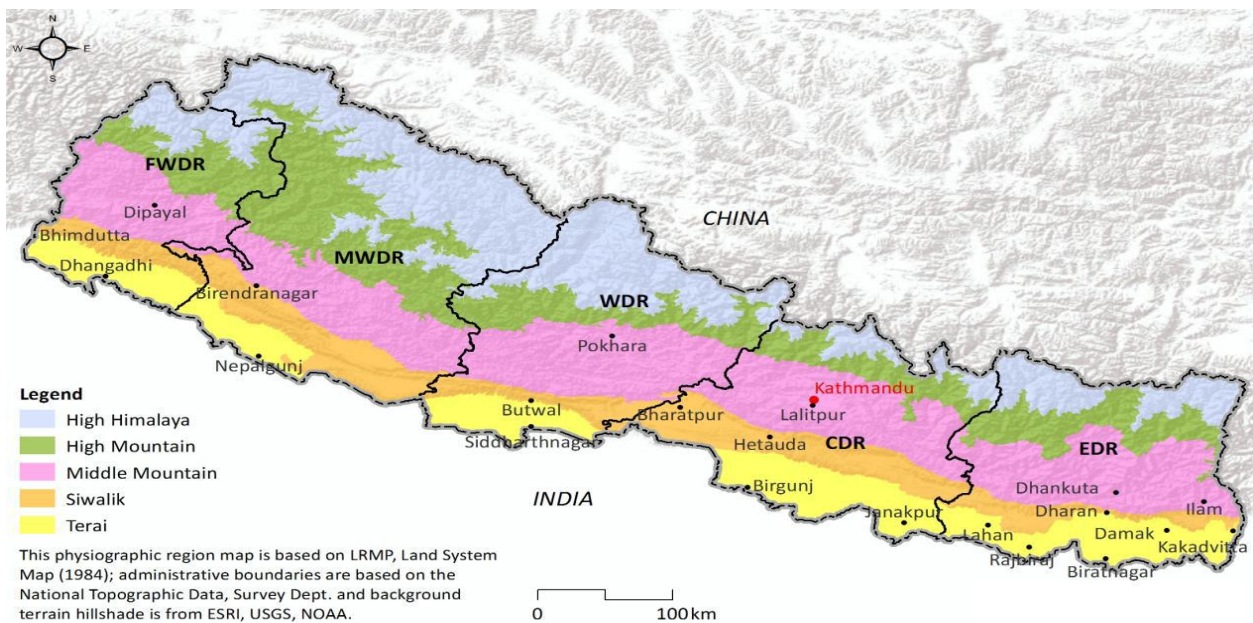 N
W E
S
FWDR
Dipayal
CHINA
Bhimdutta
MWDR
Dhangadhi
Birendranagar
WDR
Pokhara
Nepalgunj
Kathmandu
Legend
High Himalaya
Butwal
Bharatpur
Lalitpur
High Mountain
Siddharthnagar
Hetauda
CDR
EDR
Middle Mountain
INDIA
Birgunj
Dhankuta
Siwalik
Janakpur
Dharan
Ilam
Terai
Lahan
Damak
Kakadvitta
Rajbiraj
Biratnagar
This physiographic region map is based on LRMP, Land System
Map (1984); administrative boundaries are based on the
National Topographic Data, Survey Dept. and background
terrain hillshade is from ESRI, USGS, NOAA.
0 100 km